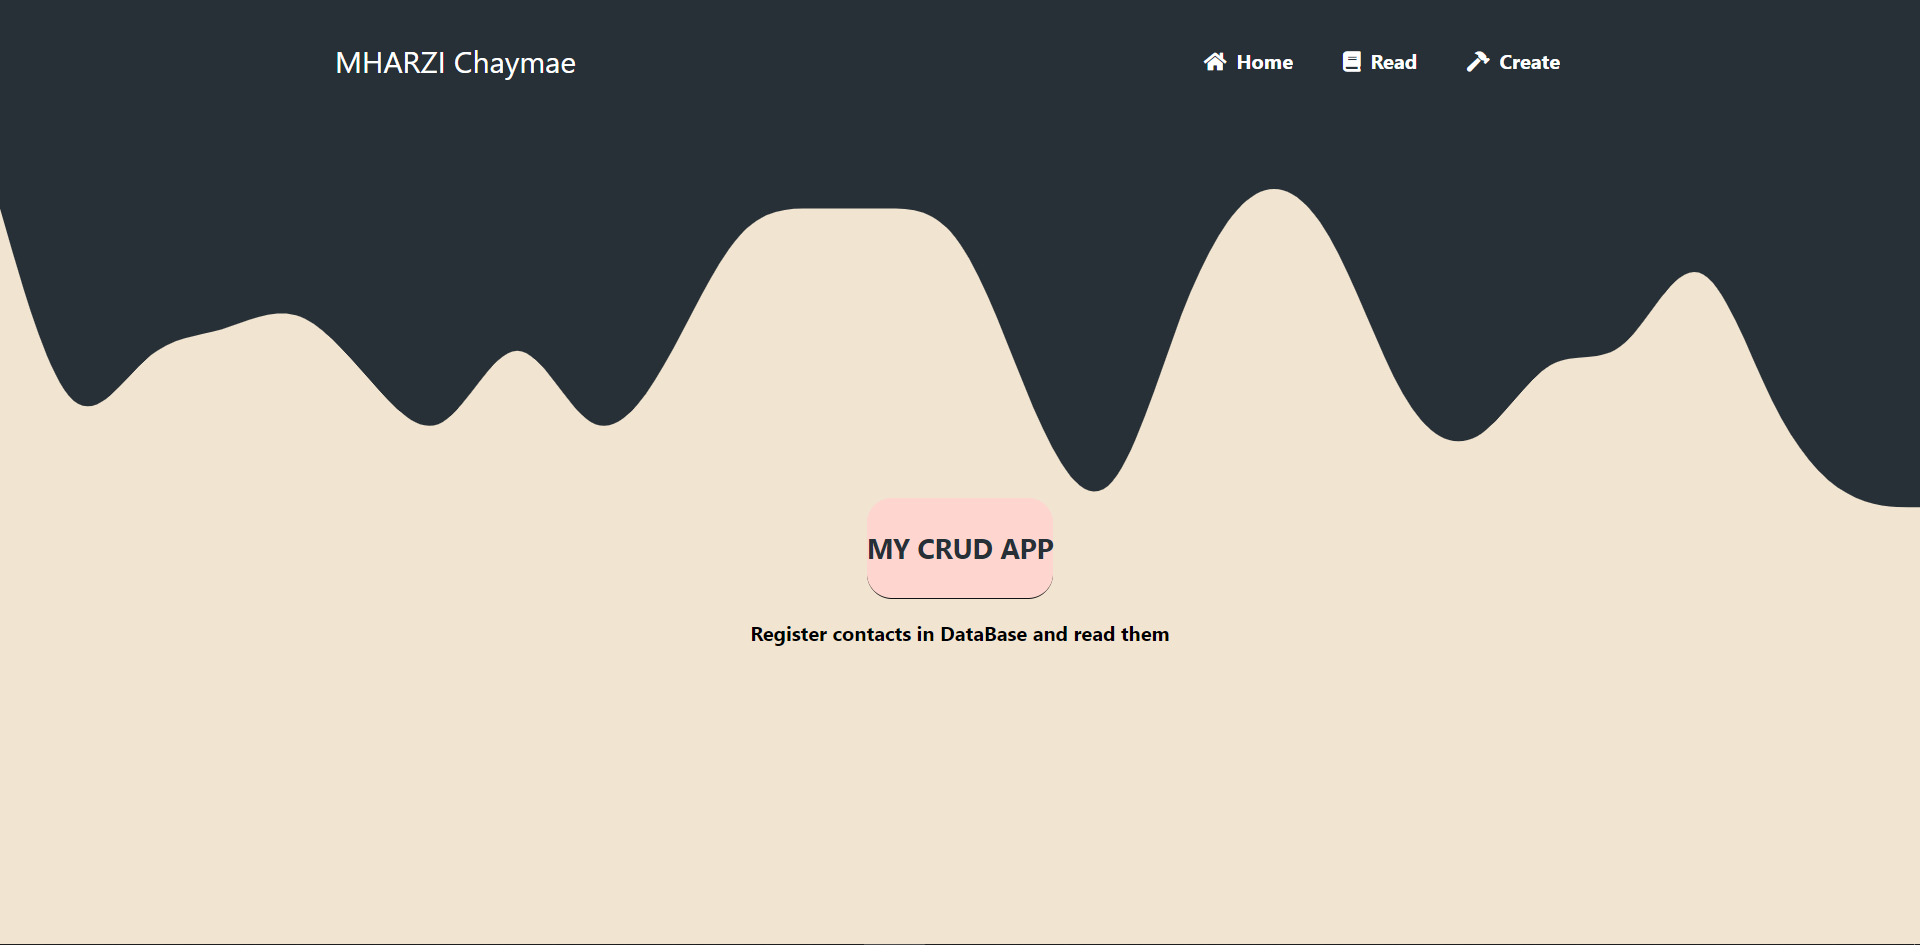 MHARZI Chaymae
Home Read Create
MY CRUD APP
Register contacts in DataBase and read them